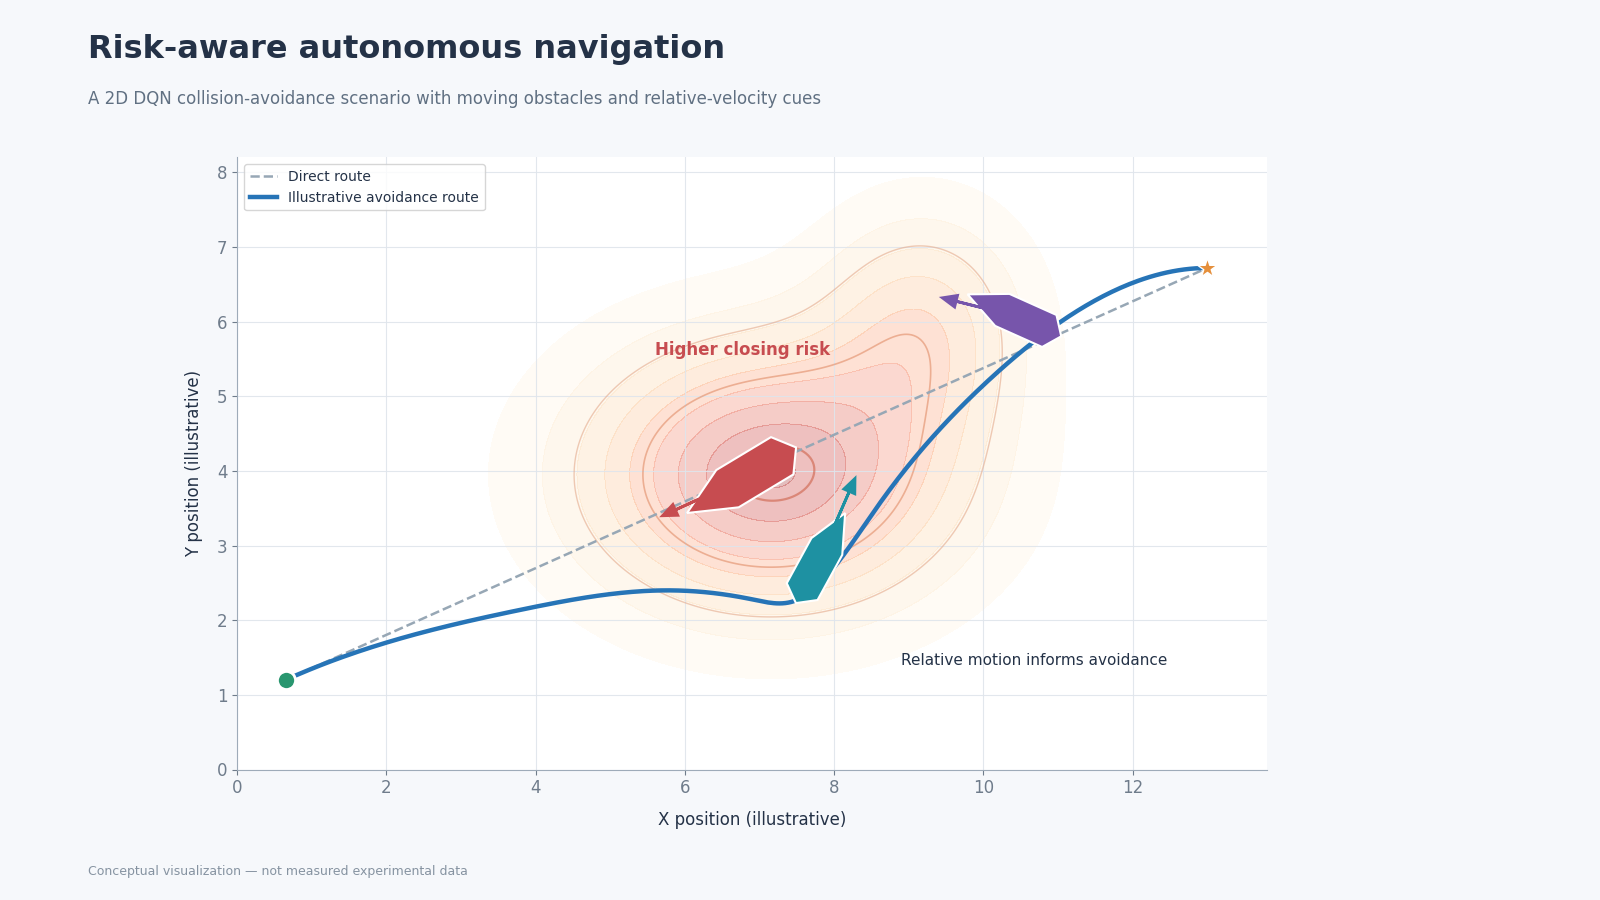 Risk-aware autonomous navigation
A 2D DQN collision-avoidance scenario with moving obstacles and relative-velocity cues
Direct route
Illustrative avoidance route
Higher closing risk
Relative motion informs avoidance
Y position (illustrative)
8
7
6
5
4
3
2
1
0
0 2 4 6 8 10 12
X position (illustrative)
Conceptual visualization — not measured experimental data